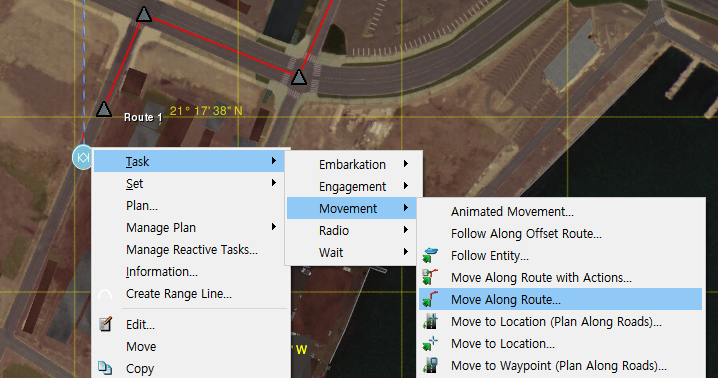 Route 1
21° 17' 38" N
Task
Set
Plan...
Manage Plan
Manage Reactive Tasks...
Information...
Create Range Line...
Edit...
Move
Copy
Embarkation
Engagement
Movement
Radio
Wait
Animated Movement...
Follow Along Offset Route...
Follow Entity...
Move Along Route with Actions...
Move Along Route...
Move to Location (Plan Along Roads)...
Move to Location...
Move to Waypoint (Plan Along Roads)...
" W